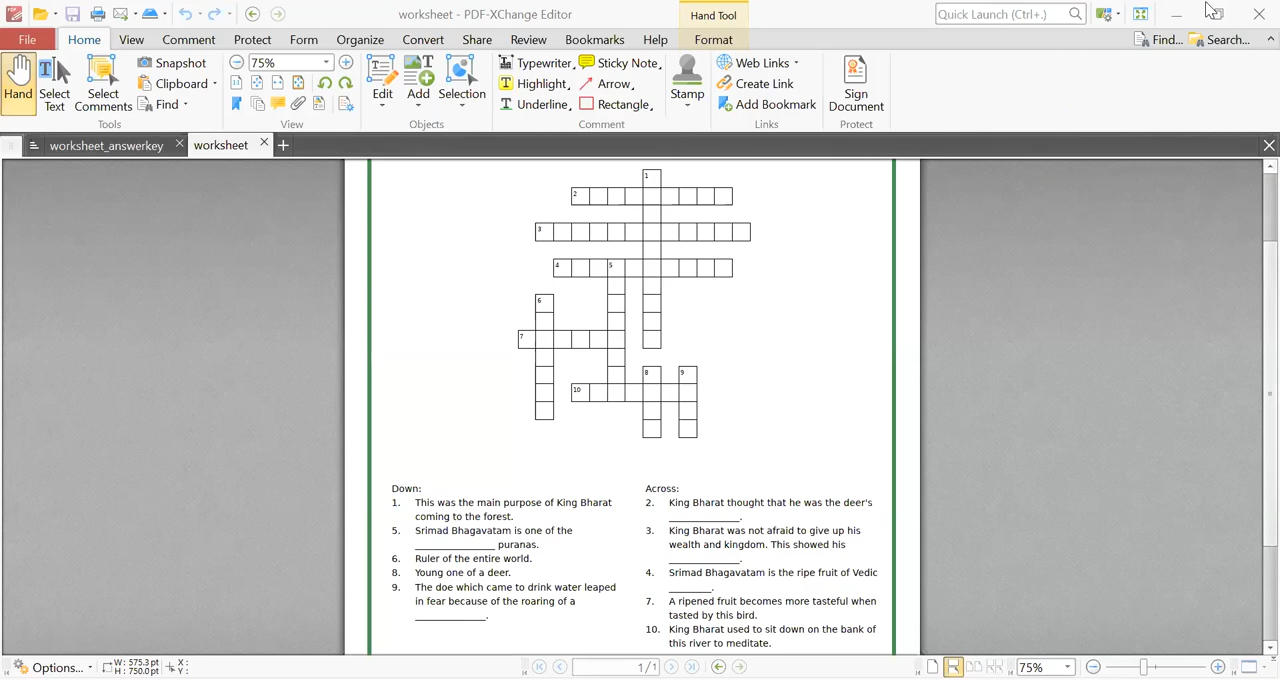 worksheet - PDF-XChange Editor
Hand Tool
Quick Launch (Ctrl+.)
File Home View Comment Protect Form Organize Convert Share Review Bookmarks Help Format Find... Search...
Hand
Select Text
Select Comments
Snapshot
Clipboard
Find
Tools
75%
View
Edit
Add
Selection
Objects
Typewriter
Highlight
Underline
Sticky Note
Arrow
Rectangle
Comment
Stamp
Web Links
Create Link
Add Bookmark
Links
Sign Document
Protect
worksheet_answerkey
worksheet
1
2
3
4 5
6
7
8 9
10
Down:
1. This was the main purpose of King Bharat
coming to the forest.
5. Srimad Bhagavatam is one of the
______________ puranas.
6. Ruler of the entire world.
8. Young one of a deer.
9. The doe which came to drink water leaped
in fear because of the roaring of a
____________.
Across:
2. King Bharat thought that he was the deer's
____________.
3. King Bharat was not afraid to give up his
wealth and kingdom. This showed his
____________.
4. Srimad Bhagavatam is the ripe fruit of Vedic
_______.
7. A ripened fruit becomes more tasteful when
tasted by this bird.
10. King Bharat used to sit down on the bank of
this river to meditate.
Options...
W: 575.3 pt
H: 750.0 pt
X:
Y:
1/1
75%